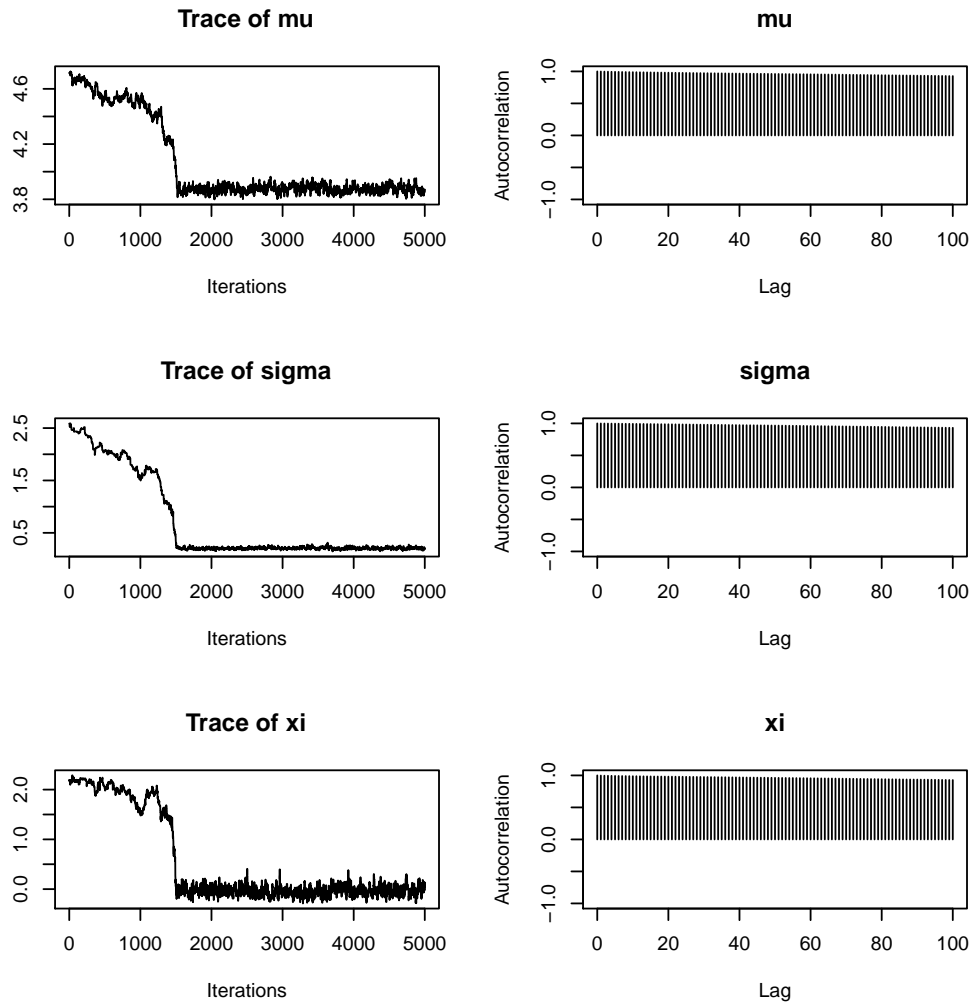 Trace of mu
3.8 4.2 4.6
0 1000 2000 3000 4000 5000
Iterations
mu
Autocorrelation
−1.0 0.0 1.0
0 20 40 60 80 100
Lag
Trace of sigma
0.5 1.5 2.5
0 1000 2000 3000 4000 5000
Iterations
sigma
Autocorrelation
−1.0 0.0 1.0
0 20 40 60 80 100
Lag
Trace of xi
0.0 1.0 2.0
0 1000 2000 3000 4000 5000
Iterations
xi
Autocorrelation
−1.0 0.0 1.0
0 20 40 60 80 100
Lag